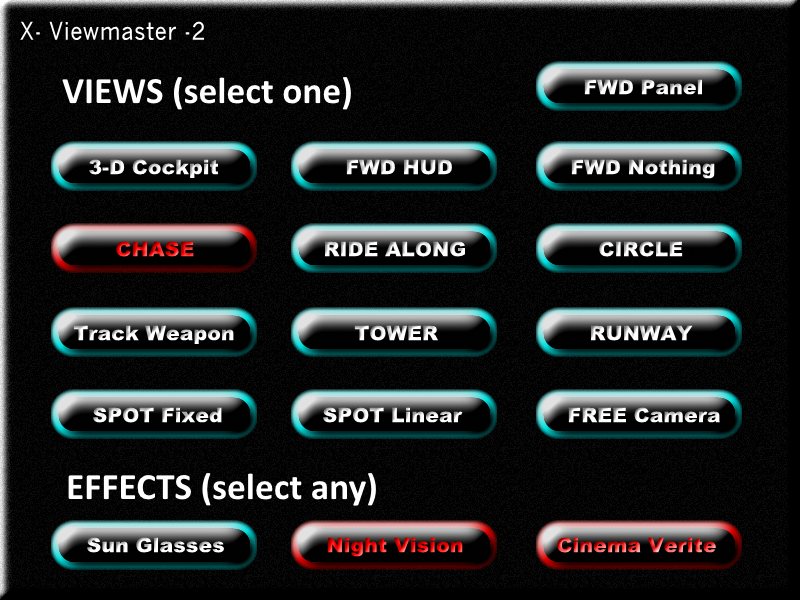 X- Viewmaster -2
VIEWS (select one)
FWD Panel
3-D Cockpit
FWD HUD
FWD Nothing
CHASE
RIDE ALONG
CIRCLE
Track Weapon
TOWER
RUNWAY
SPOT Fixed
SPOT Linear
FREE Camera
EFFECTS (select any)
Sun Glasses
Night Vision
Cinema Verite